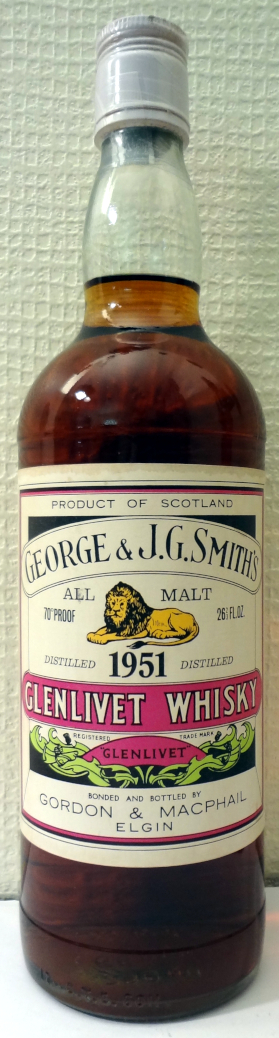 PRODUCT OF SCOTLAND
GEORGE & J.G. SMITH'S
ALL MALT
70° PROOF 26⅔ FL.OZ.
DISTILLED 1951 DISTILLED
GLENLIVET WHISKY
REGISTERED TRADE MARK
"GLENLIVET"
BONDED AND BOTTLED BY
GORDON & MACPHAIL
ELGIN